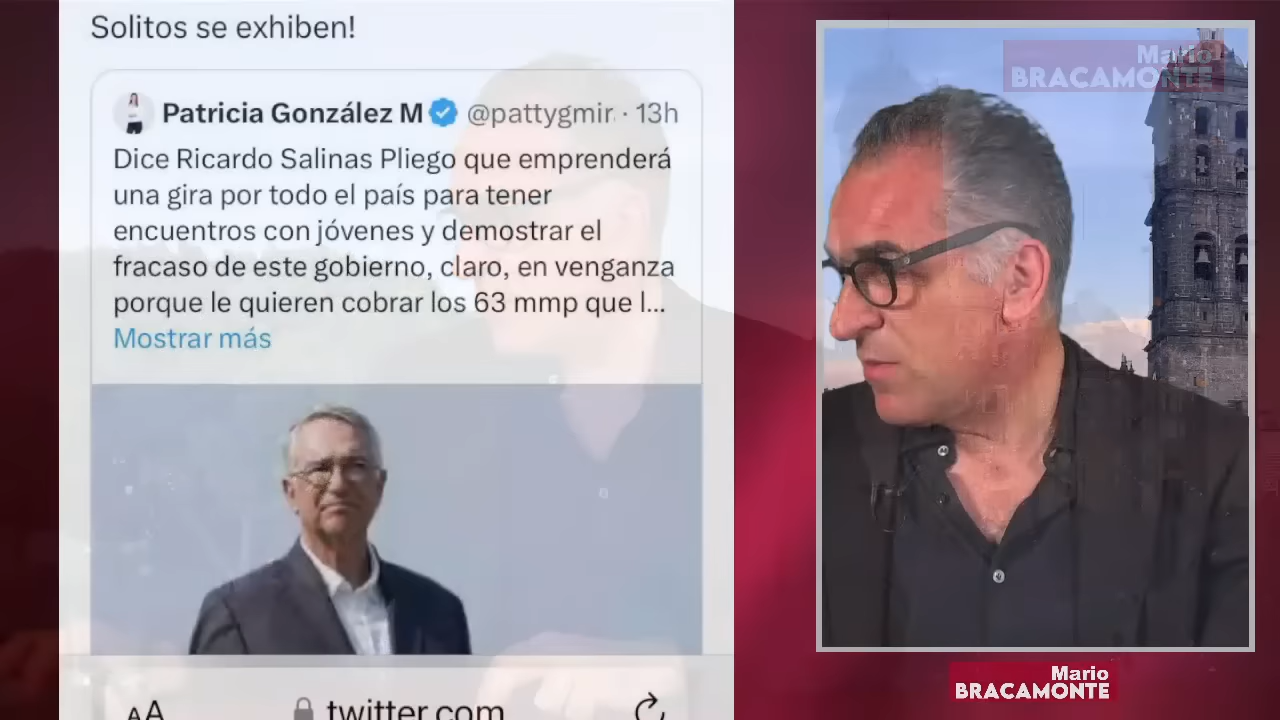 Solitos se exhiben!
Patricia González M @pattygmir · 13h
Dice Ricardo Salinas Pliego que emprenderá
una gira por todo el país para tener
encuentros con jóvenes y demostrar el
fracaso de este gobierno, claro, en venganza
porque le quieren cobrar los 63 mmp que l...
Mostrar más
AA
twitter.com
Mario
BRACAMONTE
Mario
BRACAMONTE